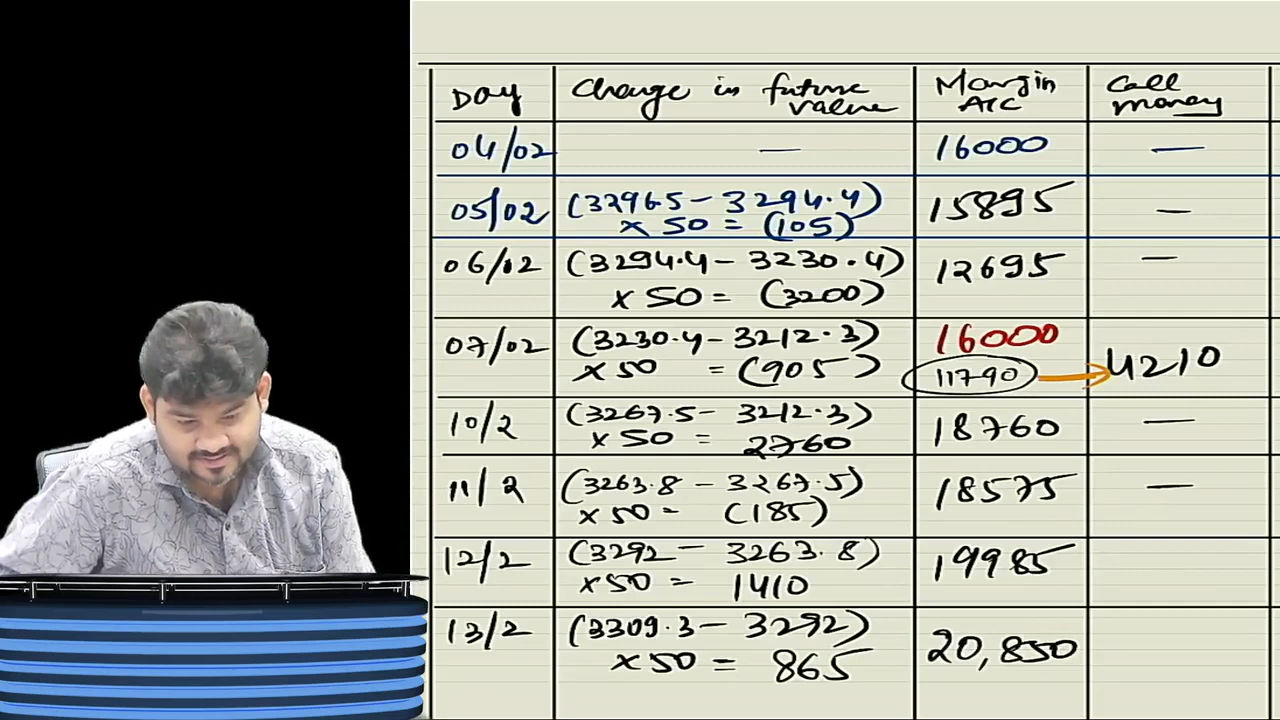 Day Change in future value Margin A/C Call money
04/02 — 16000 —
05/02 (3296.5 – 3294.4) 15895 —
× 50 = (105)
06/02 (3294.4 – 3230.4) 12695 —
× 50 = (3200)
07/02 (3230.4 – 3212.3) 16000
× 50 = (905) 11790 → 4210
10/2 (3267.5 – 3212.3) 18760 —
× 50 = 2760
11/2 (3263.8 – 3267.5) 18575 —
× 50 = (185)
12/2 (3292 – 3263.8) 19985
× 50 = 1410
13/2 (3309.3 – 3292) 20,850
× 50 = 865